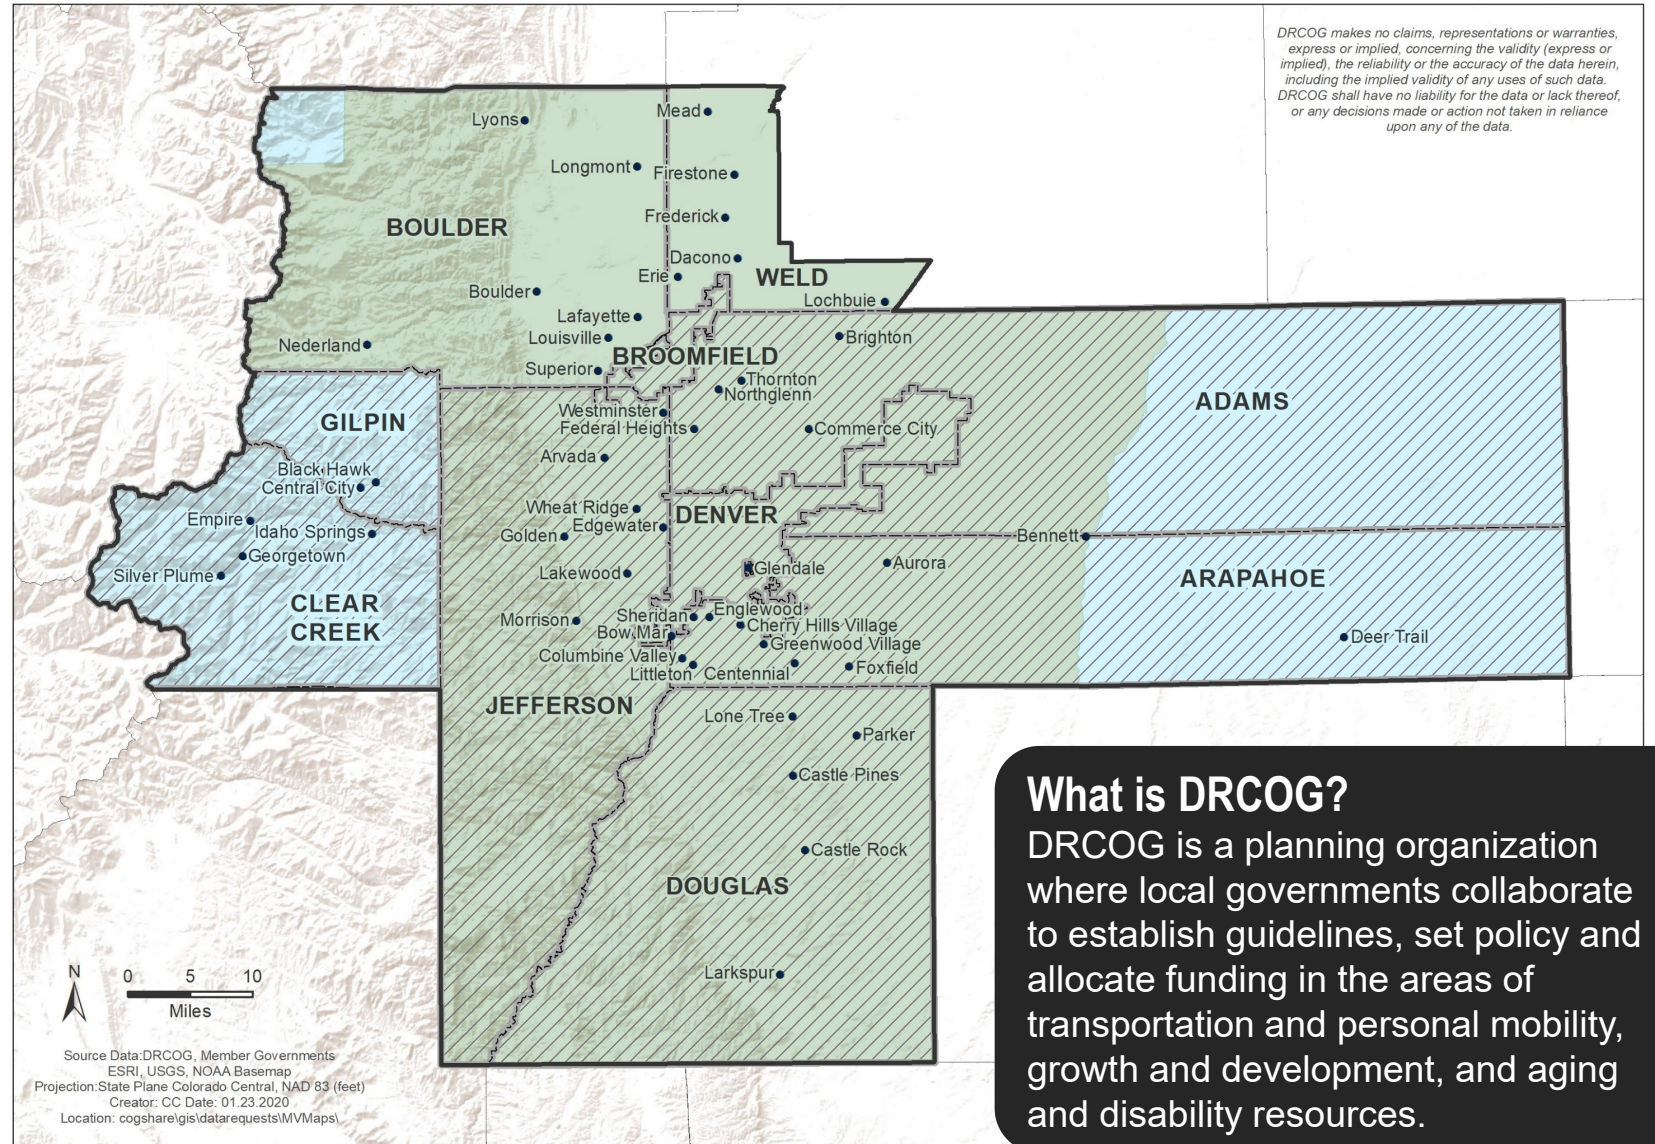 DRCOG makes no claims, representations or warranties,
express or implied, concerning the validity (express or
implied), the reliability or the accuracy of the data herein,
including the implied validity of any uses of such data.
DRCOG shall have no liability for the data or lack thereof,
or any decisions made or action not taken in reliance
upon any of the data.
Lyons
Mead
Longmont
Firestone
BOULDER
Frederick
Dacono
Erie
WELD
Boulder
Lochbuie
Lafayette
Louisville
Brighton
Nederland
BROOMFIELD
Superior
Thornton
Northglenn
ADAMS
Westminster
GILPIN
Federal Heights
Commerce City
Arvada
Black Hawk
Central City
Wheat Ridge
DENVER
Empire
Edgewater
Idaho Springs
Golden
Bennett
Georgetown
Aurora
Glendale
Silver Plume
Lakewood
ARAPAHOE
CLEAR
CREEK
Englewood
Sheridan
Morrison
Cherry Hills Village
Bow Mar
Deer Trail
Greenwood Village
Columbine Valley
Foxfield
Littleton
Centennial
JEFFERSON
Lone Tree
Parker
Castle Pines
Castle Rock
DOUGLAS
Larkspur
What is DRCOG?
DRCOG is a planning organization
where local governments collaborate
to establish guidelines, set policy and
allocate funding in the areas of
transportation and personal mobility,
growth and development, and aging
and disability resources.
N
0 5 10
Miles
Source Data:DRCOG, Member Governments
ESRI, USGS, NOAA Basemap
Projection:State Plane Colorado Central, NAD 83 (feet)
Creator: CC Date: 01.23.2020
Location: cogshare\gis\datarequests\MVMaps\